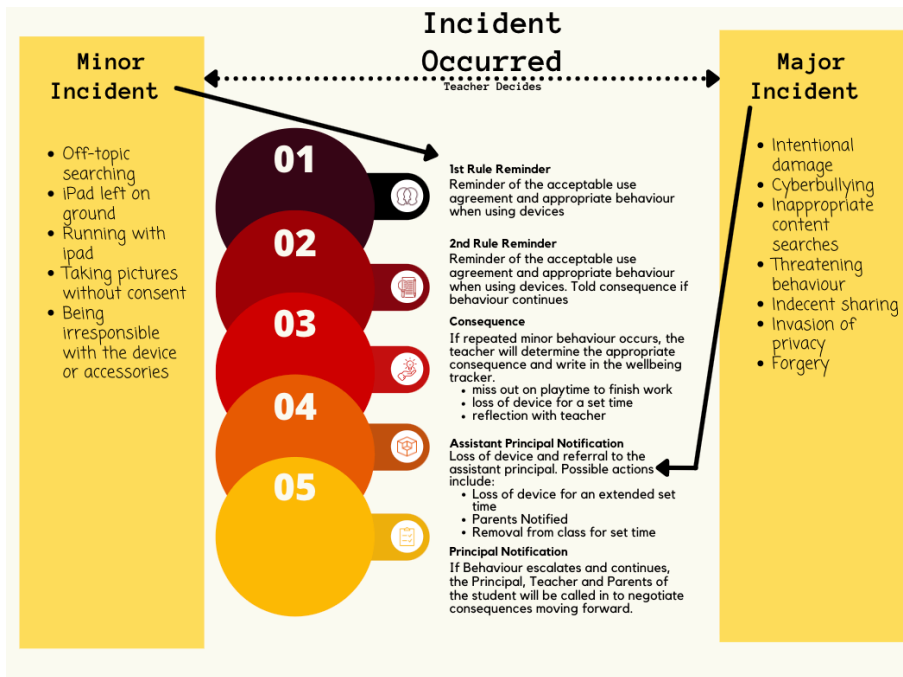 Incident
Occurred
Teacher Decides
Minor
Incident
• Off-topic
searching
• iPad left on
ground
• Running with
ipad
• Taking pictures
without consent
• Being
irresponsible
with the device
or accessories
01
1st Rule Reminder
Reminder of the acceptable use
agreement and appropriate behaviour
when using devices
02
2nd Rule Reminder
Reminder of the acceptable use
agreement and appropriate behaviour
when using devices. Told consequence if
behaviour continues
03
Consequence
If repeated minor behaviour occurs, the
teacher will determine the appropriate
consequence and write in the wellbeing
tracker.
• miss out on playtime to finish work
• loss of device for a set time
• reflection with teacher
04
Assistant Principal Notification
Loss of device and referral to the
assistant principal. Possible actions
include:
• Loss of device for an extended set
time
• Parents Notified
• Removal from class for set time
05
Principal Notification
If Behaviour escalates and continues,
the Principal, Teacher and Parents of
the student will be called in to negotiate
consequences moving forward.
Major
Incident
• Intentional
damage
• Cyberbullying
• Inappropriate
content
searches
• Threatening
behaviour
• Indecent sharing
• Invasion of
privacy
• Forgery